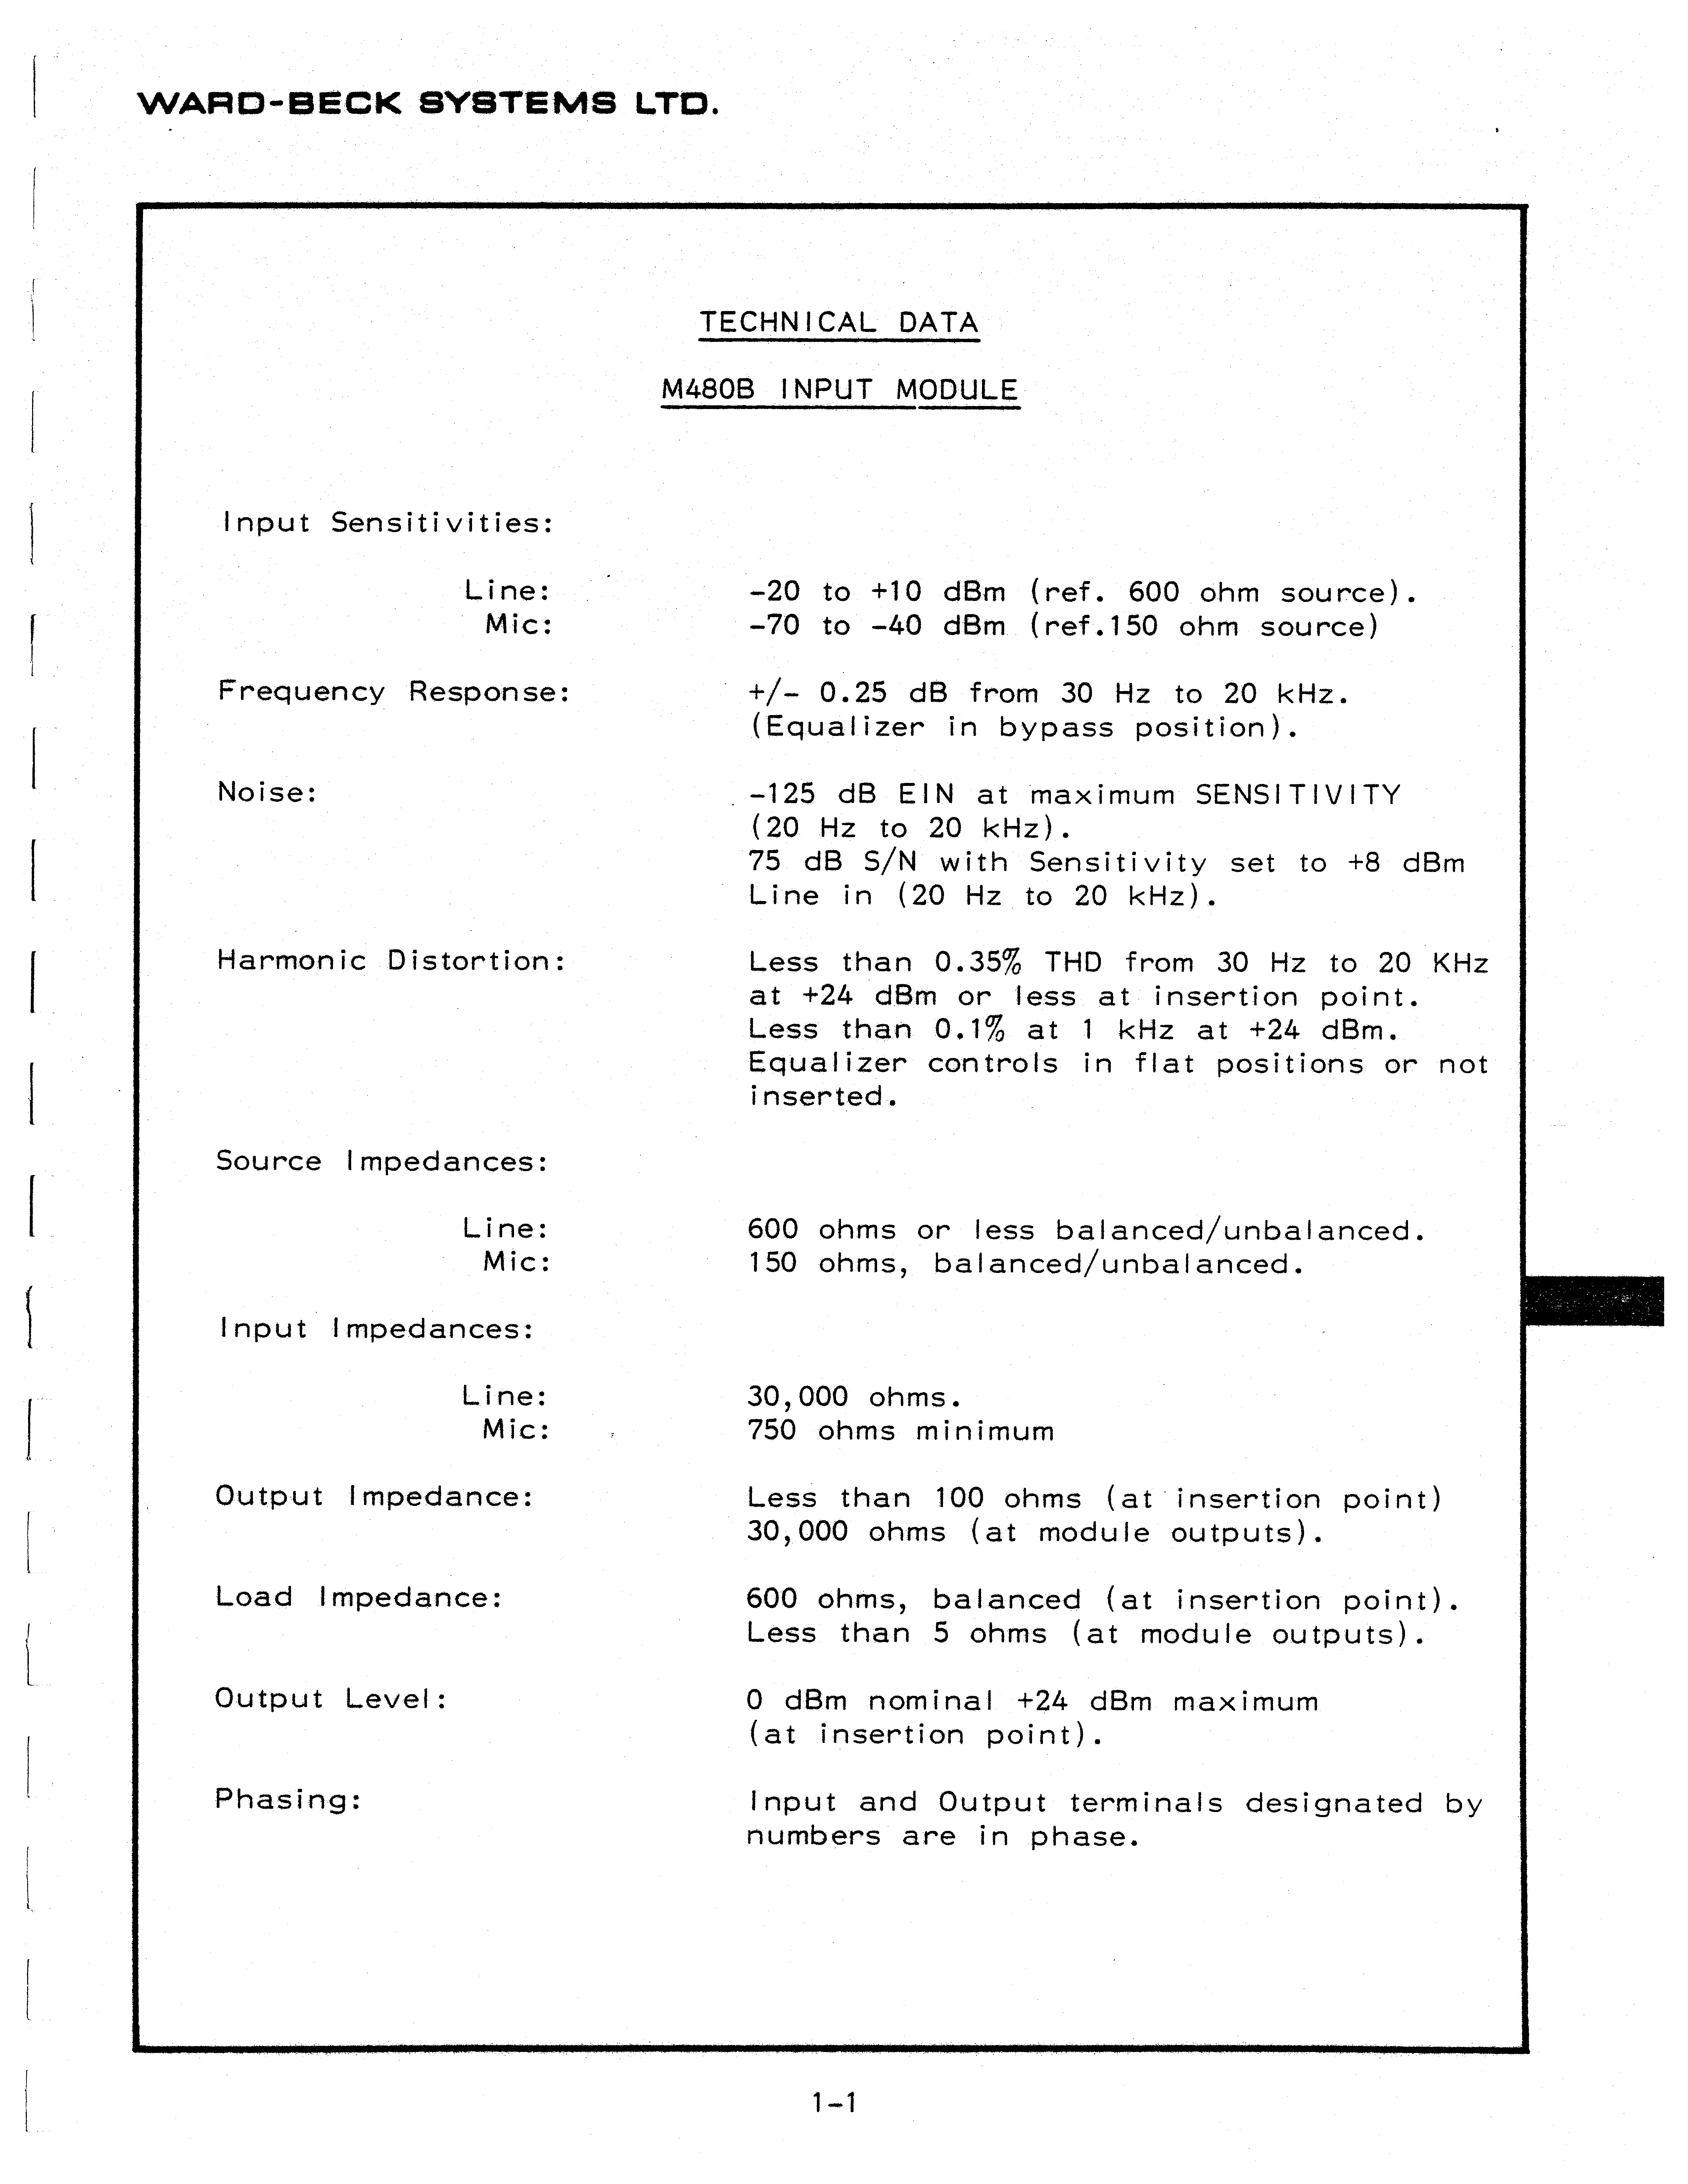 WARD-BECK SYSTEMS LTD.
TECHNICAL DATA
M480B INPUT MODULE
Input Sensitivities:
Line: -20 to +10 dBm (ref. 600 ohm source).
Mic: -70 to -40 dBm (ref.150 ohm source)
Frequency Response: +/- 0.25 dB from 30 Hz to 20 kHz.
(Equalizer in bypass position).
Noise: -125 dB EIN at maximum SENSITIVITY
(20 Hz to 20 kHz).
75 dB S/N with Sensitivity set to +8 dBm
Line in (20 Hz to 20 kHz).
Harmonic Distortion: Less than 0.35% THD from 30 Hz to 20 KHz
at +24 dBm or less at insertion point.
Less than 0.1% at 1 kHz at +24 dBm.
Equalizer controls in flat positions or not
inserted.
Source Impedances:
Line: 600 ohms or less balanced/unbalanced.
Mic: 150 ohms, balanced/unbalanced.
Input Impedances:
Line: 30,000 ohms.
Mic: 750 ohms minimum
Output Impedance: Less than 100 ohms (at insertion point)
30,000 ohms (at module outputs).
Load Impedance: 600 ohms, balanced (at insertion point).
Less than 5 ohms (at module outputs).
Output Level: 0 dBm nominal +24 dBm maximum
(at insertion point).
Phasing: Input and Output terminals designated by
numbers are in phase.
1-1